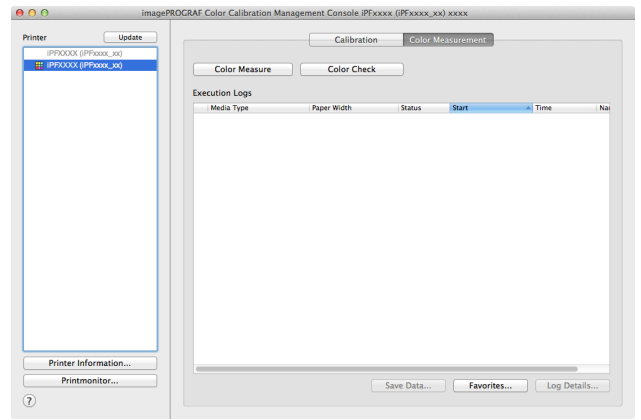 imagePROGRAF Color Calibration Management Console iPFxxxx (iPFxxxx_xx) xxxx
Printer
Update
iPFXXXX (iPFxxxx_xx)
iPFXXXX (iPFxxxx_xx)
Printer Information...
Printmonitor...
?
Calibration Color Measurement
Color Measure Color Check
Execution Logs
Media Type Paper Width Status Start Time Nai
Save Data... Favorites... Log Details...